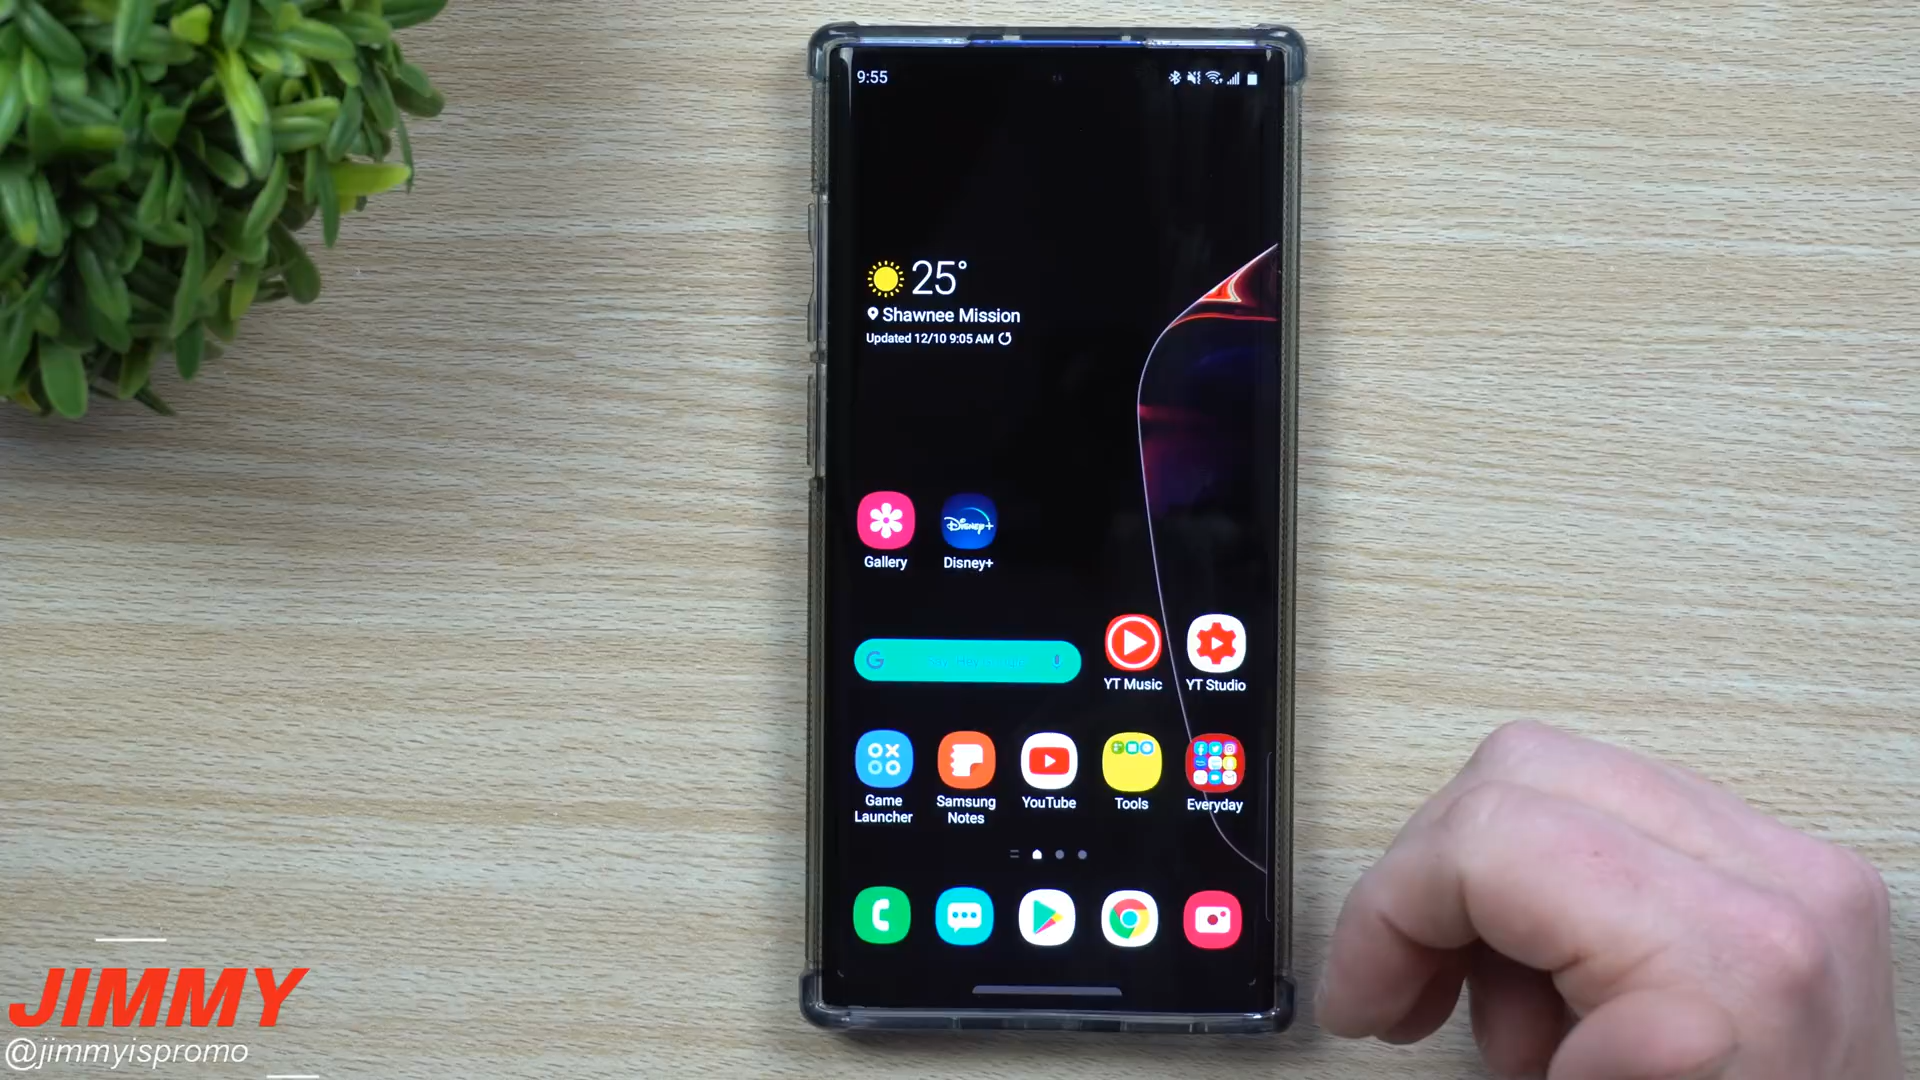 9:55
25°
Shawnee Mission
Updated 12/10 9:05 AM
Disney+
Gallery
Disney+
G
YT Music
YT Studio
Game Launcher
Samsung Notes
YouTube
Tools
Everyday
JIMMY
@jimmyispromo